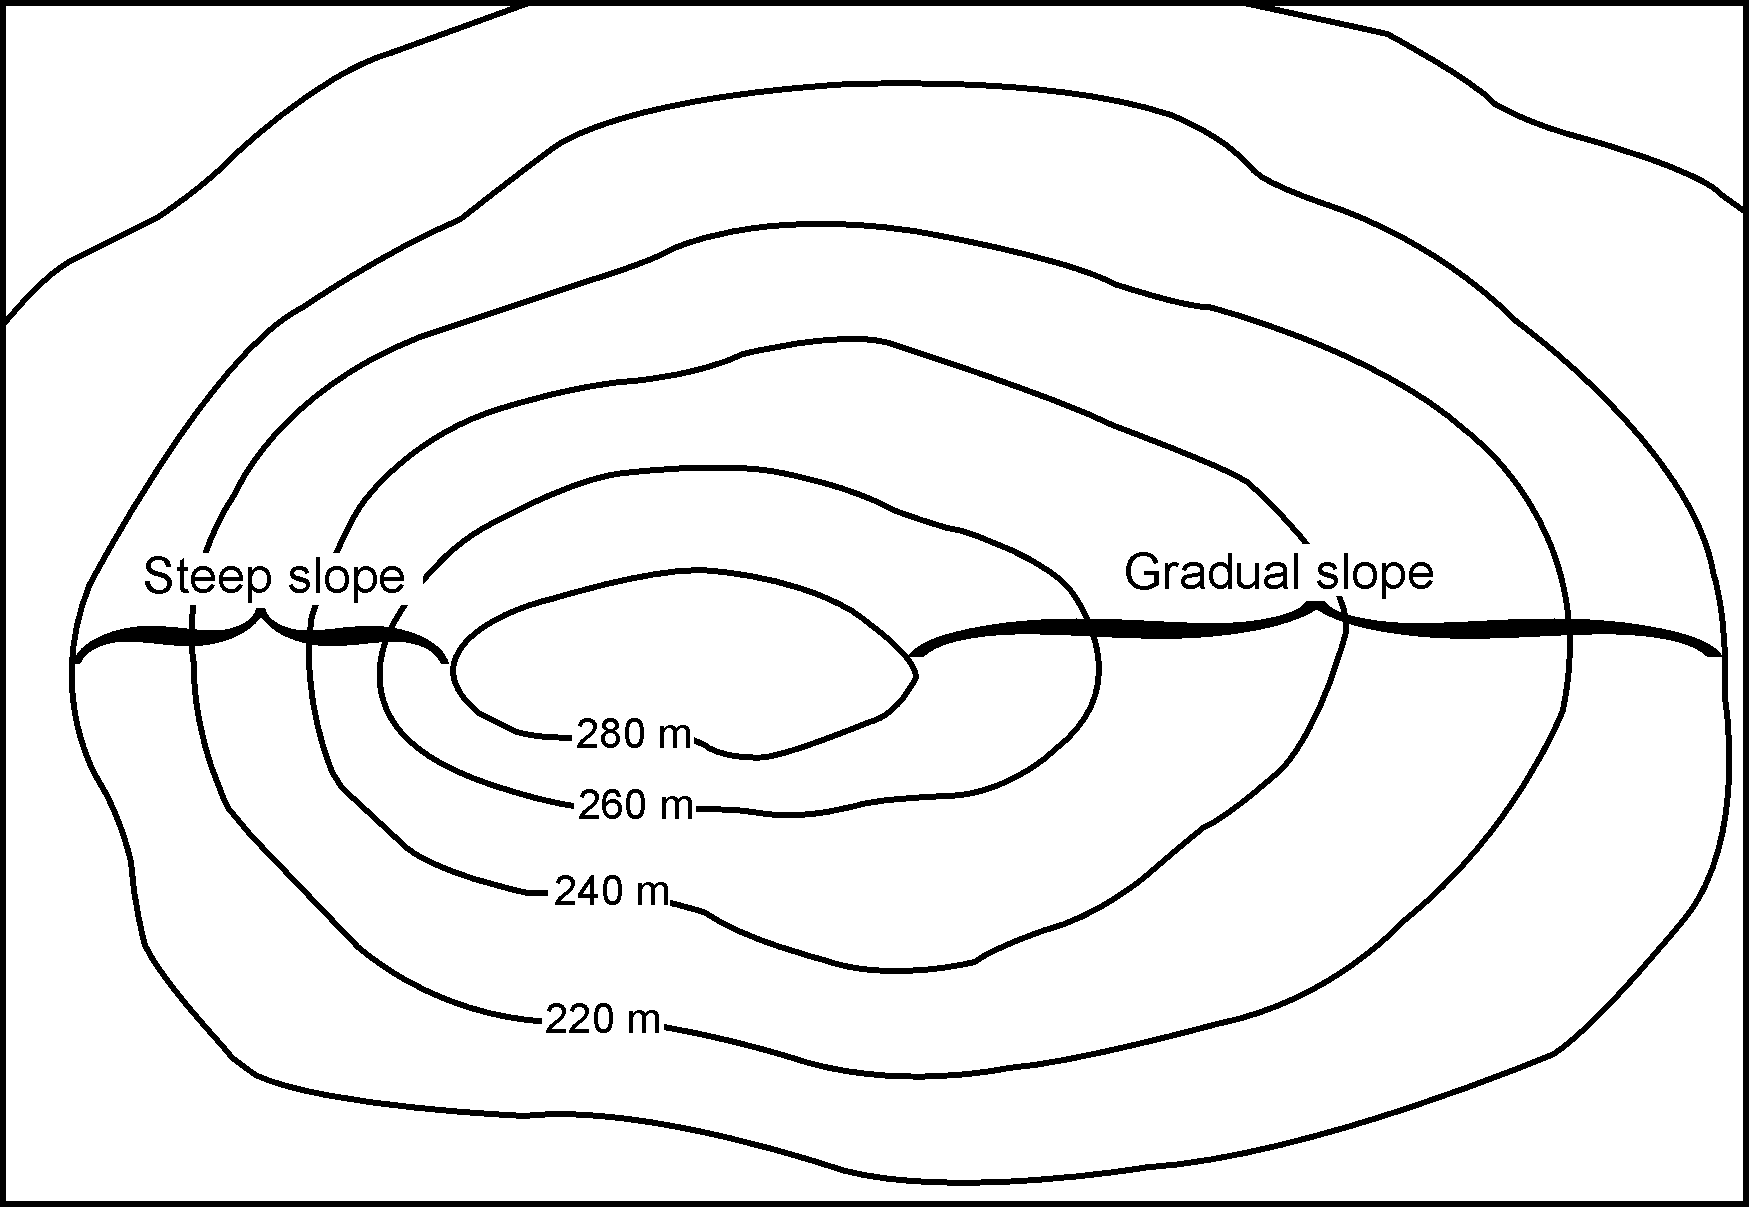 Steep slope
Gradual slope
280 m
260 m
240 m
220 m